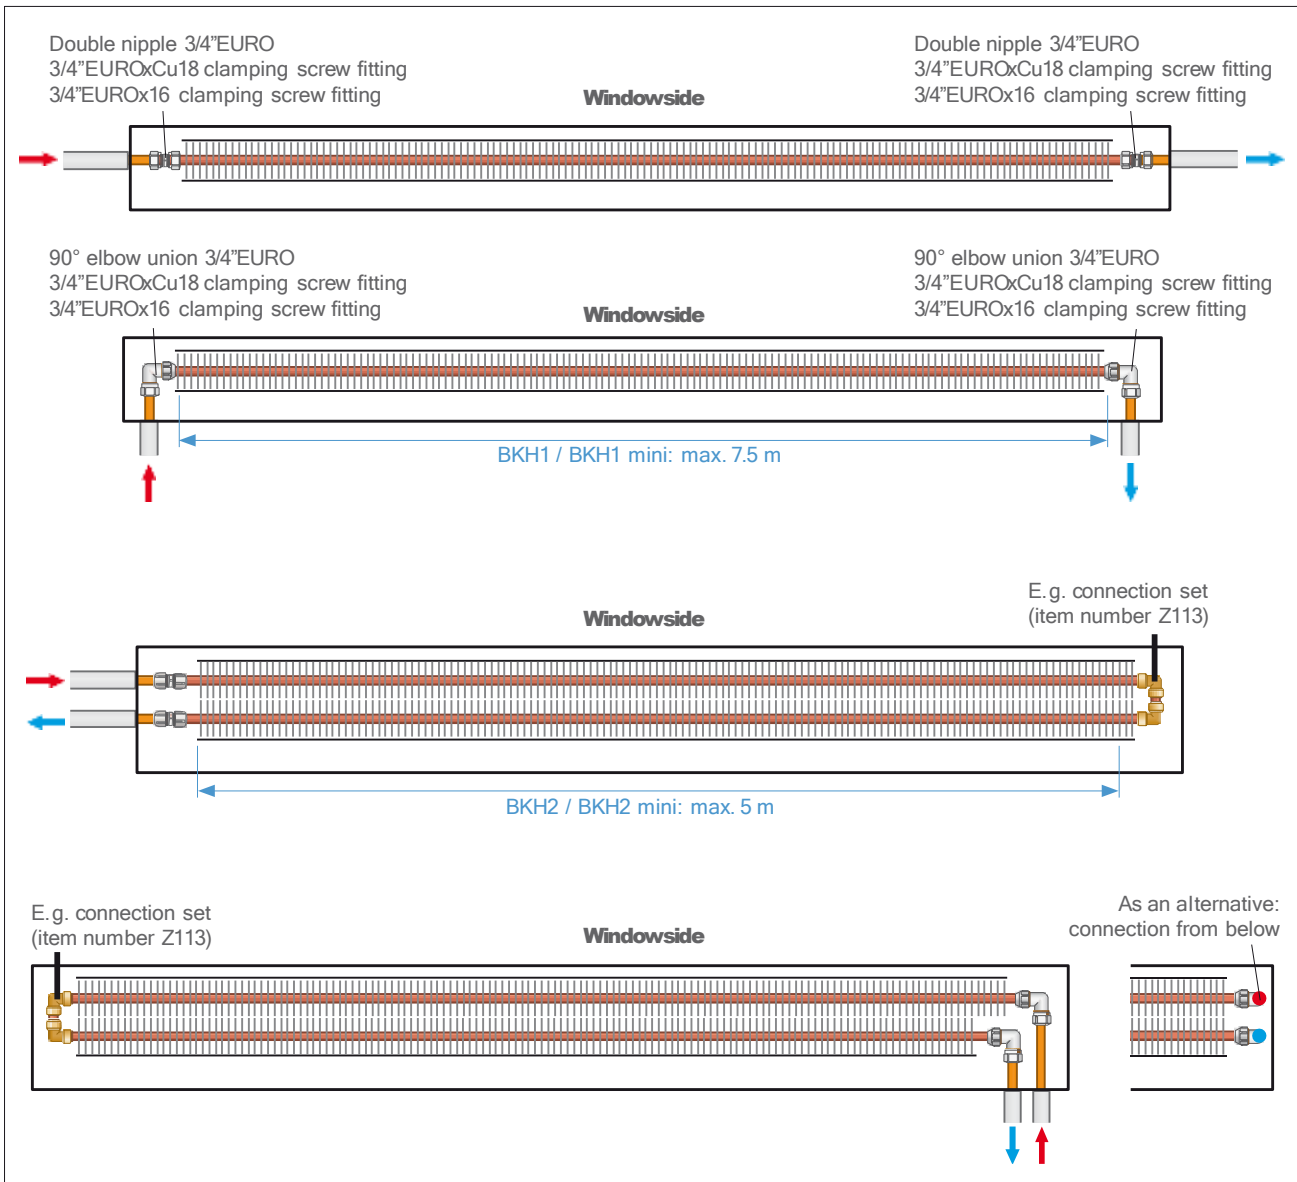 Double nipple 3/4”EURO
3/4”EUROxCu18 clamping screw fitting
3/4”EUROx16 clamping screw fitting
Double nipple 3/4”EURO
3/4”EUROxCu18 clamping screw fitting
3/4”EUROx16 clamping screw fitting
Windowside
90° elbow union 3/4”EURO
3/4”EUROxCu18 clamping screw fitting
3/4”EUROx16 clamping screw fitting
90° elbow union 3/4”EURO
3/4”EUROxCu18 clamping screw fitting
3/4”EUROx16 clamping screw fitting
Windowside
BKH1 / BKH1 mini: max. 7.5 m
E.g. connection set
(item number Z113)
Windowside
BKH2 / BKH2 mini: max. 5 m
E.g. connection set
(item number Z113)
Windowside
As an alternative:
connection from below